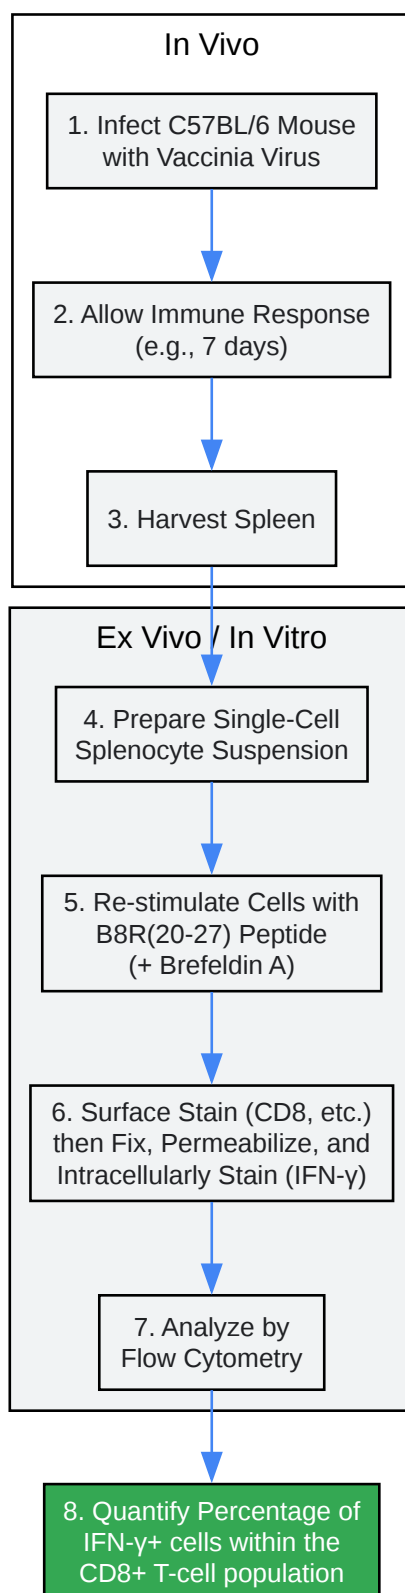 In Vivo
1. Infect C57BL/6 Mouse
with Vaccinia Virus
2. Allow Immune Response
(e.g., 7 days)
3. Harvest Spleen
Ex Vivo / In Vitro
4. Prepare Single-Cell
Splenocyte Suspension
5. Re-stimulate Cells with
B8R(20-27) Peptide
(+ Brefeldin A)
6. Surface Stain (CD8, etc.)
then Fix, Permeabilize, and
Intracellularly Stain (IFN-γ)
7. Analyze by
Flow Cytometry
8. Quantify Percentage of
IFN-γ+ cells within the
CD8+ T-cell population